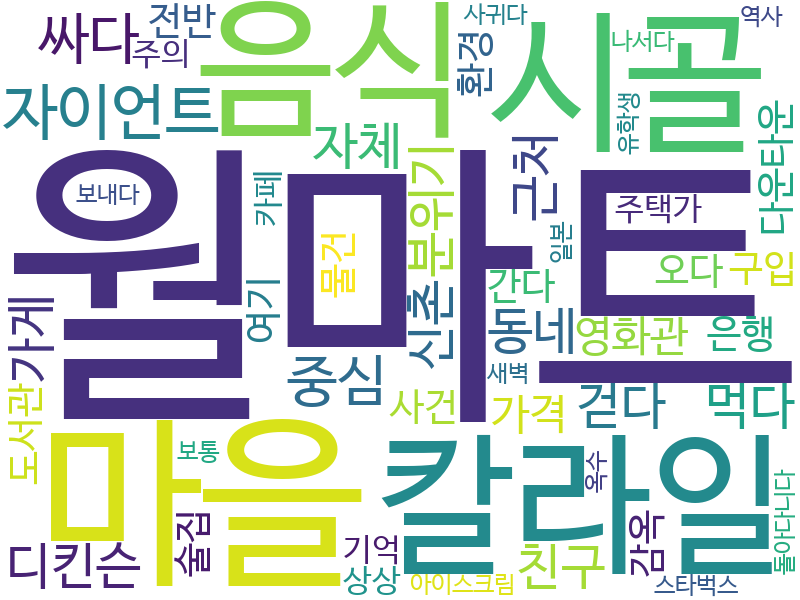 싸다
전반
주의
음식
사귀다
환경
시골
나서다
역사
유학생
자이언트
자체
분위기
근처
다운타운
월마트
보내다
카페
물건
주택가
일본
가게
여기
신촌
간다
오다
구입
동네
영화관
은행
중심
새벽
도서관
사건
가격
걷다
먹다
마을
보통
칼라일
옥수
술집
감옥
돌아다니다
디킨슨
기억
상상
아이스크림
친구
스타벅스